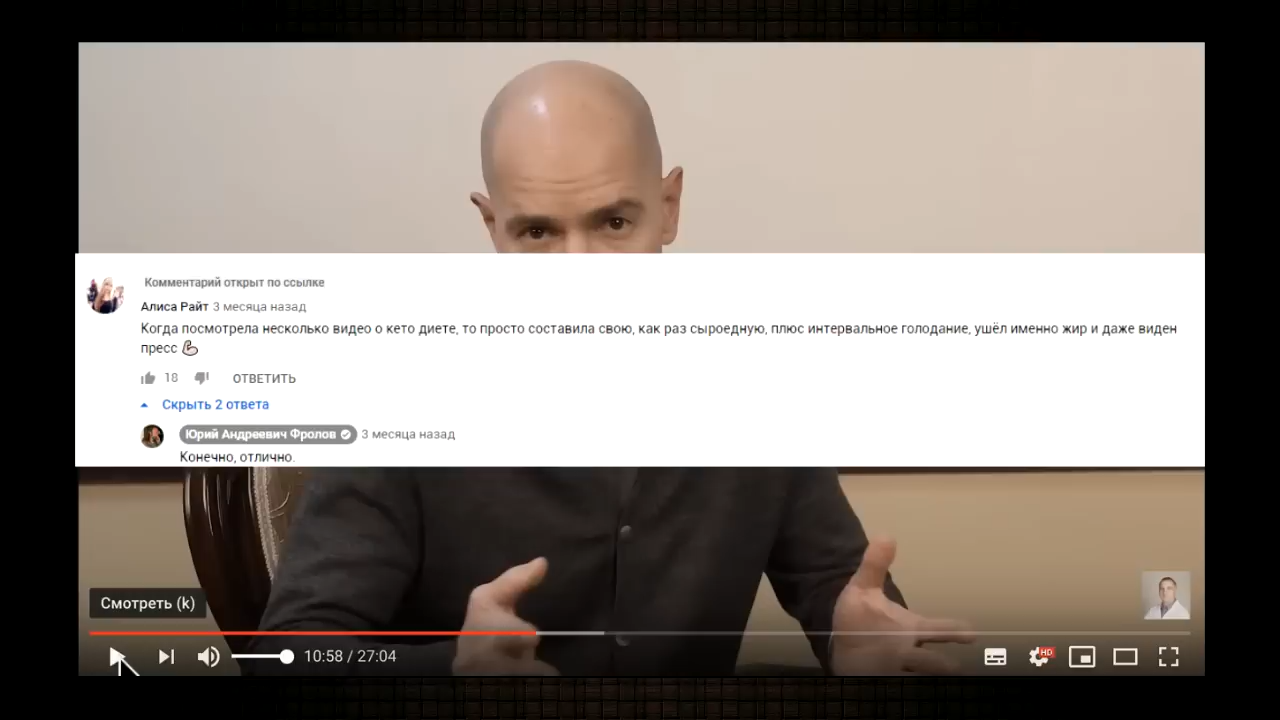 Комментарий открыт по ссылке
Алиса Райт 3 месяца назад
Когда посмотрела несколько видео о кето диете, то просто составила свою, как раз сыроедную, плюс интервальное голодание, ушёл именно жир и даже виден
пресс 💪
18 ОТВЕТИТЬ
Скрыть 2 ответа
Юрий Андреевич Фролов 3 месяца назад
Конечно, отлично.
Смотреть (k)
10:58 / 27:04
HD